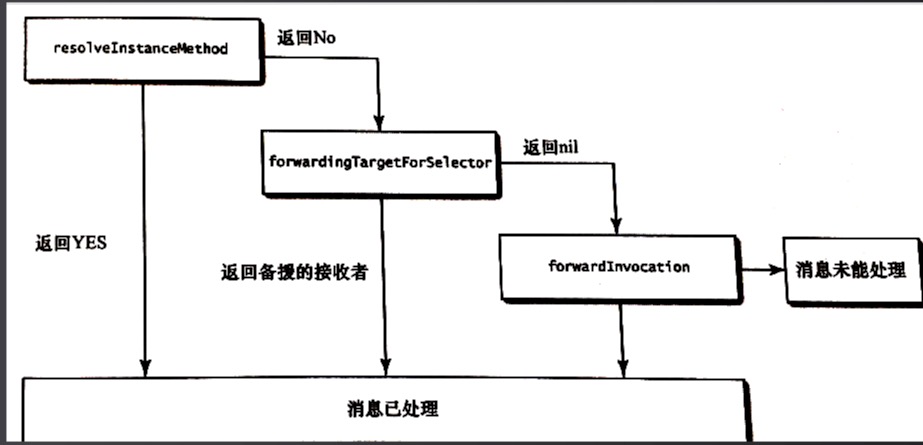 resolveInstanceMethod
返回No
forwardingTargetForSelector
返回nil
返回YES
返回备援的接收者
forwardInvocation
消息未能处理
消息已处理